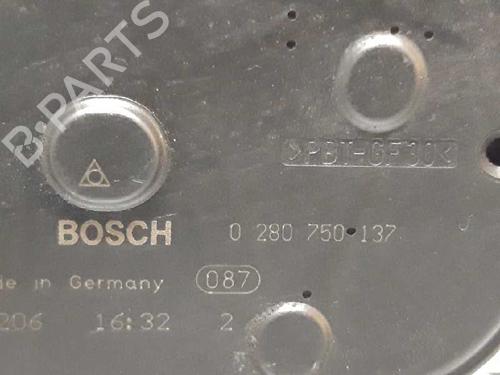 B-PARTS
>PBT-GF30<
BOSCH 0 280 750 137
de in Germany 087
206 16:32 2